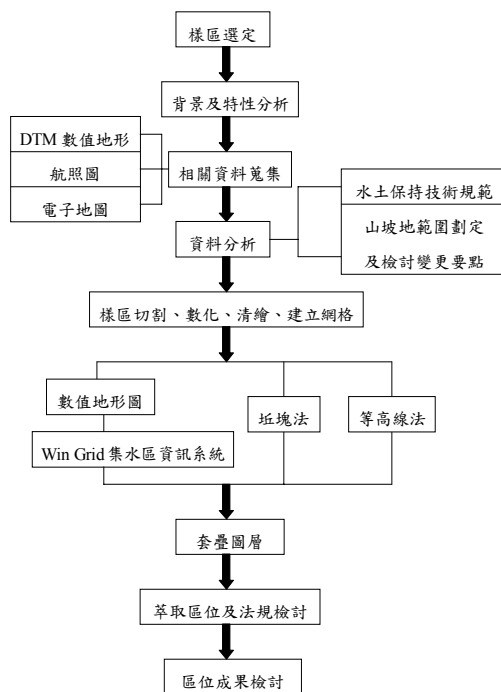 樣區選定
背景及特性分析
DTM 數值地形
航照圖
電子地圖
相關資料蒐集
水土保持技術規範
山坡地範圍劃定
及檢討變更要點
資料分析
樣區切割、數化、清繪、建立網格
數值地形圖
坵塊法
等高線法
Win Grid 集水區資訊系統
套疊圖層
萃取區位及法規檢討
區位成果檢討